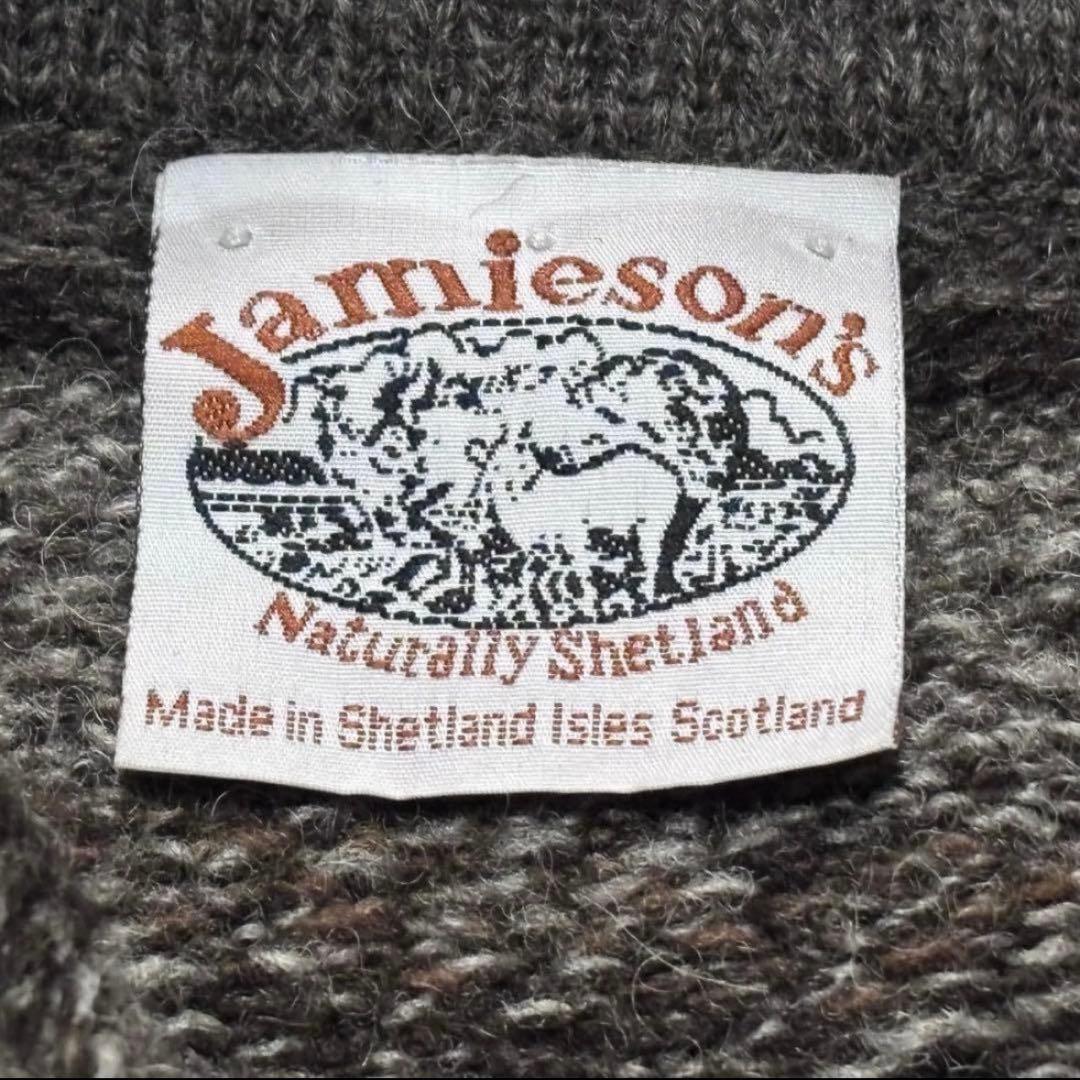 Jamieson's
Naturally Shetland
Made in Shetland Isles Scotland